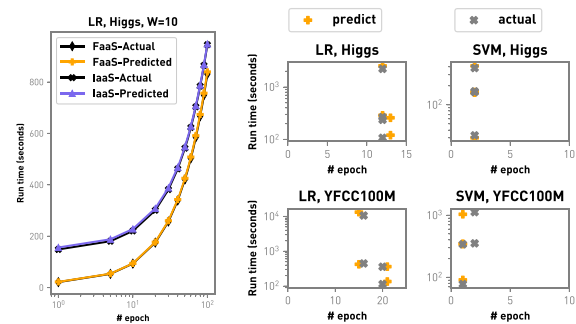 LR, Higgs, W=10
FaaS-Actual
FaaS-Predicted
IaaS-Actual
IaaS-Predicted
Run time (seconds)
0
200
400
600
800
10⁰
10¹
10²
# epoch
predict
actual
LR, Higgs
Run time (seconds)
10³
10²
0
5
10
15
# epoch
SVM, Higgs
10²
0
10
# epoch
LR, YFCC100M
Run time (seconds)
10⁴
10³
10²
0
20
# epoch
SVM, YFCC100M
10³
10²
0
5
10
# epoch